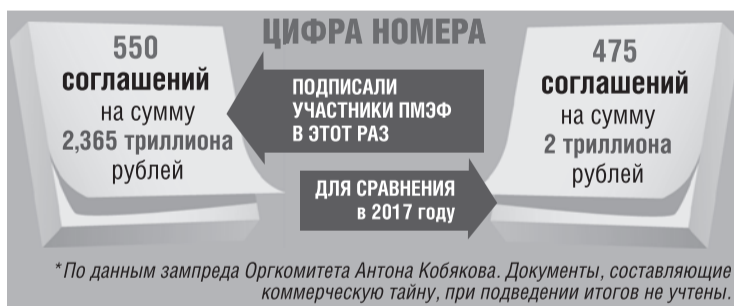 ЦИФРА НОМЕРА
550
соглашений
на сумму
2,365 триллиона
рублей
ПОДПИСАЛИ
УЧАСТНИКИ ПМЭФ
В ЭТОТ РАЗ
475
соглашений
на сумму
2 триллиона
рублей
ДЛЯ СРАВНЕНИЯ
в 2017 году
*По данным зампреда Оргкомитета Антона Кобякова. Документы, составляющие
коммерческую тайну, при подведении итогов не учтены.